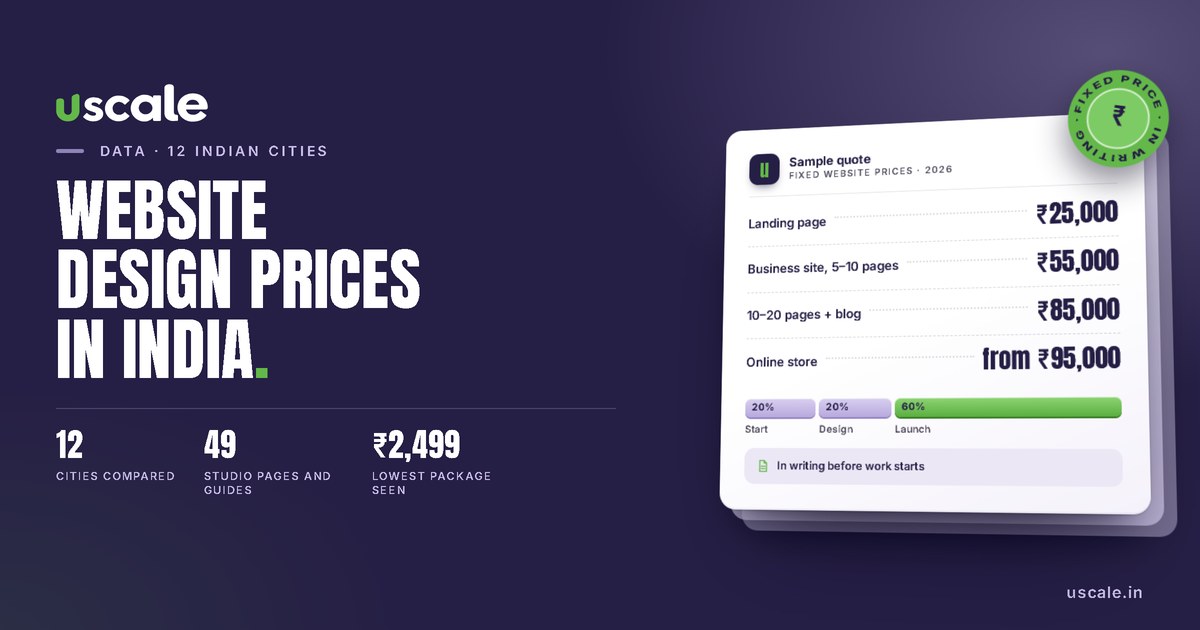 uscale
DATA · 12 INDIAN CITIES
WEBSITE
DESIGN PRICES
IN INDIA.
12
CITIES COMPARED
49
STUDIO PAGES AND
GUIDES
₹2,499
LOWEST PACKAGE
SEEN
FIXED PRICE · IN WRITING ·
₹
u
Sample quote
FIXED WEBSITE PRICES · 2026
Landing page ₹25,000
Business site, 5–10 pages ₹55,000
10–20 pages + blog ₹85,000
Online store from ₹95,000
20% 20% 60%
Start Design Launch
In writing before work starts
uscale.in